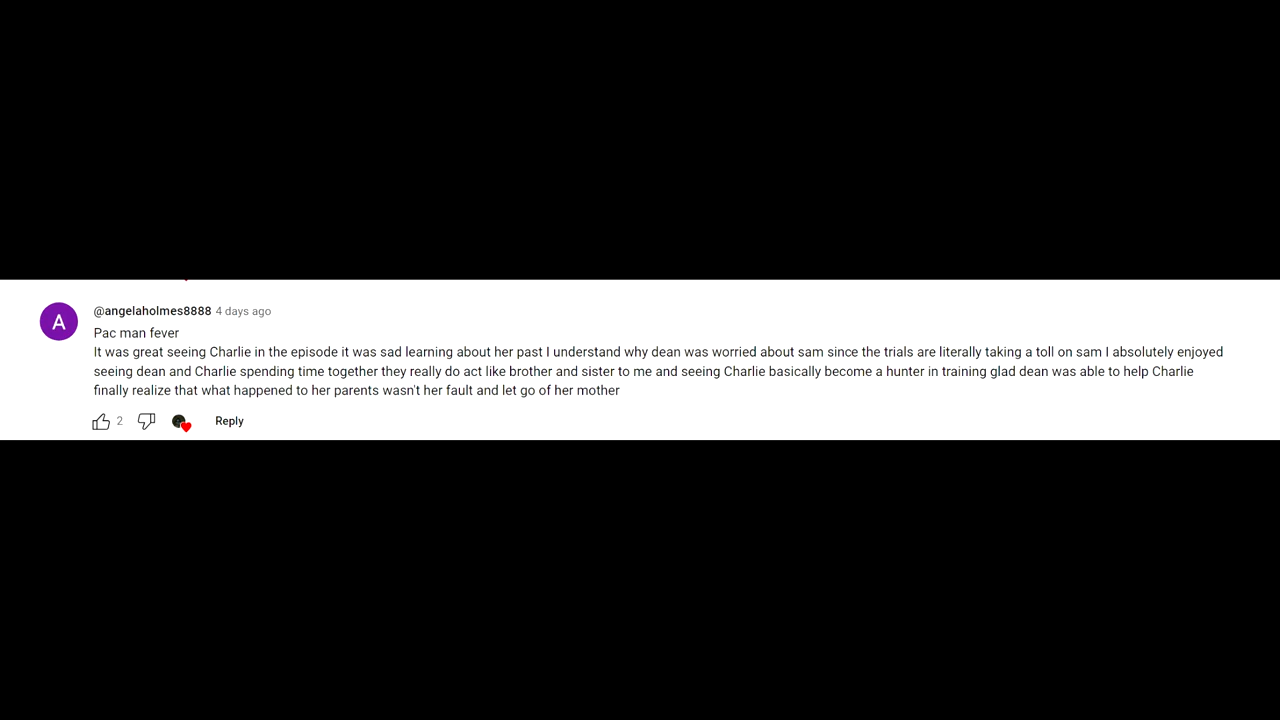 A
@angelaholmes8888 4 days ago
Pac man fever
It was great seeing Charlie in the episode it was sad learning about her past I understand why dean was worried about sam since the trials are literally taking a toll on sam I absolutely enjoyed
seeing dean and Charlie spending time together they really do act like brother and sister to me and seeing Charlie basically become a hunter in training glad dean was able to help Charlie
finally realize that what happened to her parents wasn't her fault and let go of her mother
2 Reply